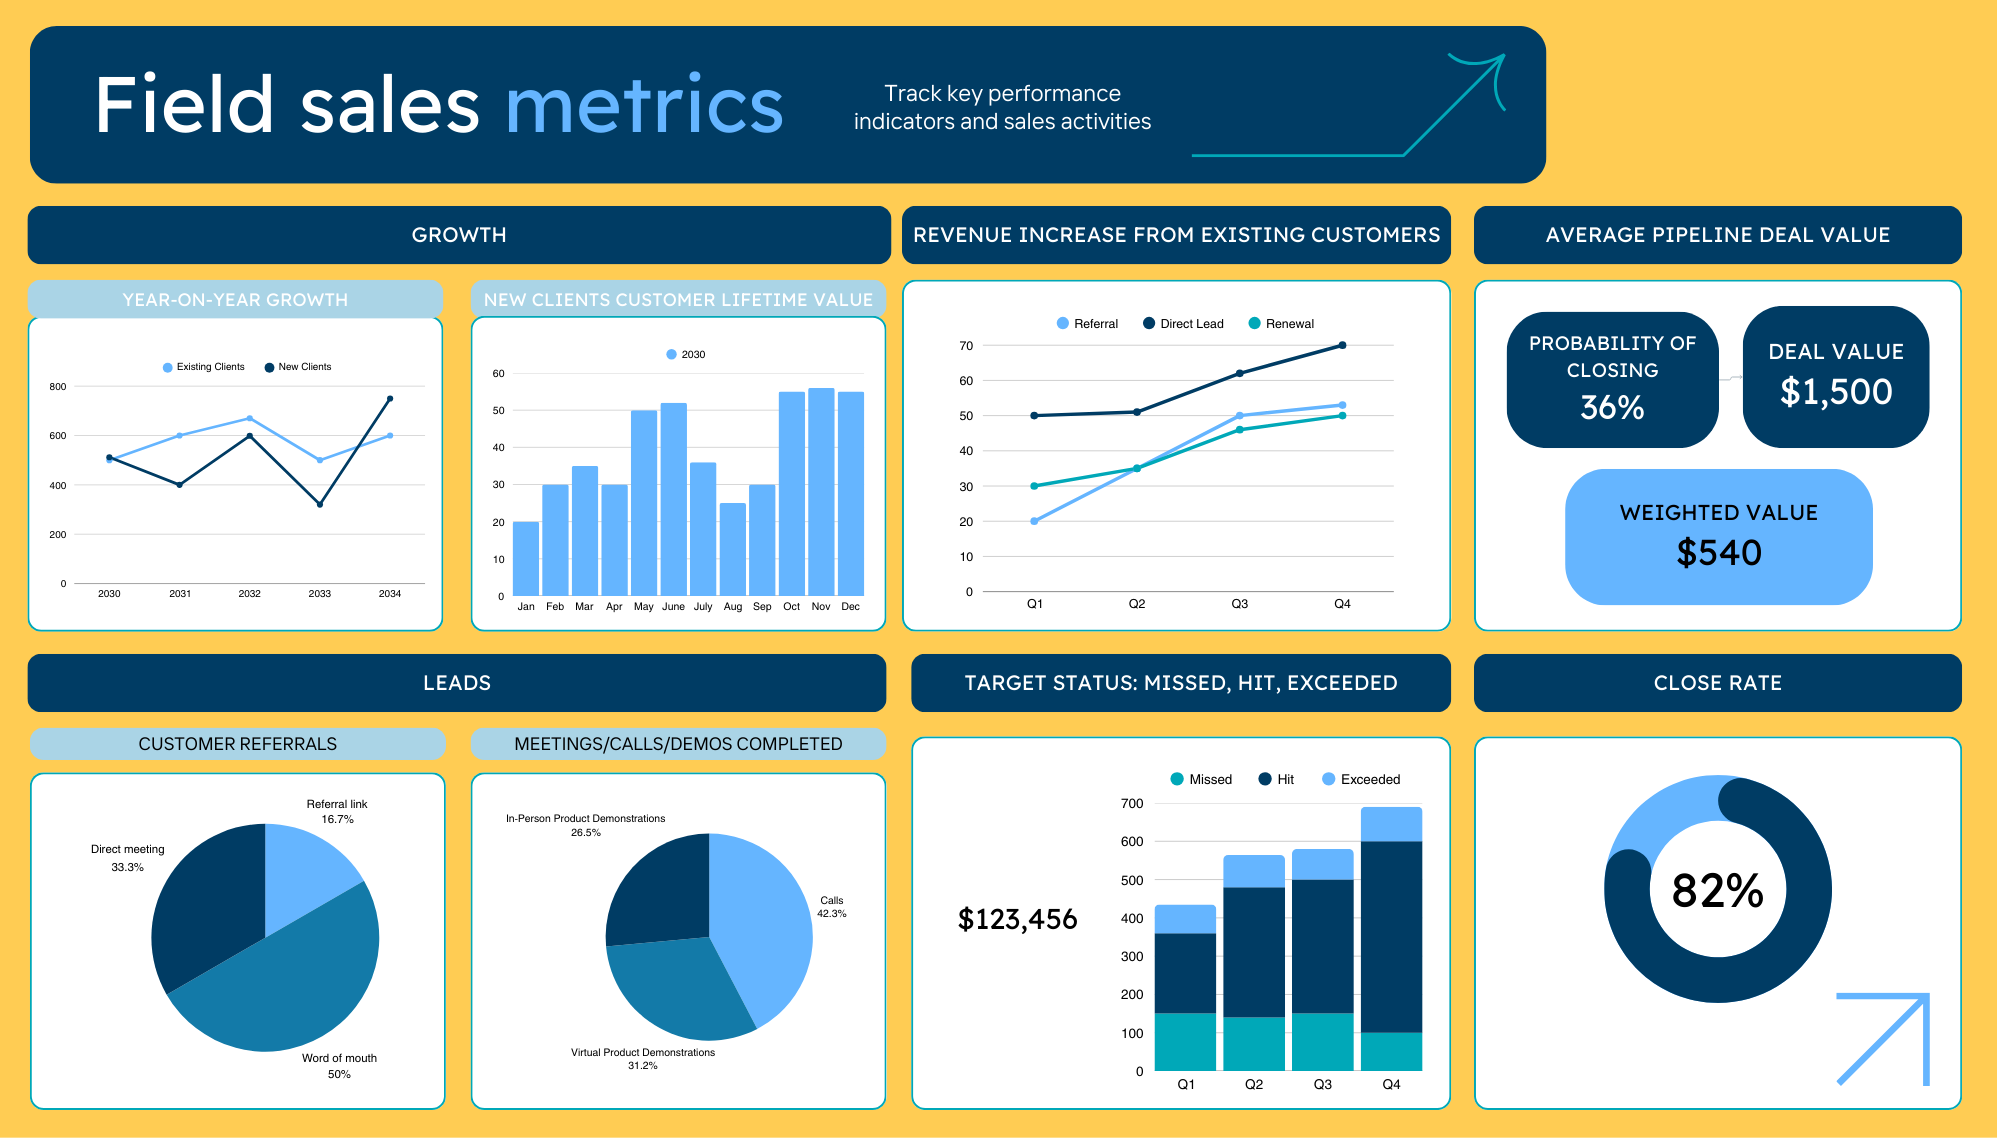 Field sales metrics
Track key performance
indicators and sales activities
GROWTH
REVENUE INCREASE FROM EXISTING CUSTOMERS
AVERAGE PIPELINE DEAL VALUE
YEAR-ON-YEAR GROWTH
Existing Clients
New Clients
800
600
400
200
0
2030
2031
2032
2033
2034
NEW CLIENTS CUSTOMER LIFETIME VALUE
2030
60
50
40
30
20
10
0
Jan
Feb
Mar
Apr
May
June
July
Aug
Sep
Oct
Nov
Dec
Referral
Direct Lead
Renewal
70
60
50
40
30
20
10
0
Q1
Q2
Q3
Q4
PROBABILITY OF
CLOSING
36%
DEAL VALUE
$1,500
WEIGHTED VALUE
$540
LEADS
TARGET STATUS: MISSED, HIT, EXCEEDED
CLOSE RATE
CUSTOMER REFERRALS
Referral link
16.7%
Direct meeting
33.3%
Word of mouth
50%
MEETINGS/CALLS/DEMOS COMPLETED
In-Person Product Demonstrations
26.5%
Calls
42.3%
Virtual Product Demonstrations
31.2%
$123,456
Missed
Hit
Exceeded
700
600
500
400
300
200
100
0
Q1
Q2
Q3
Q4
82%